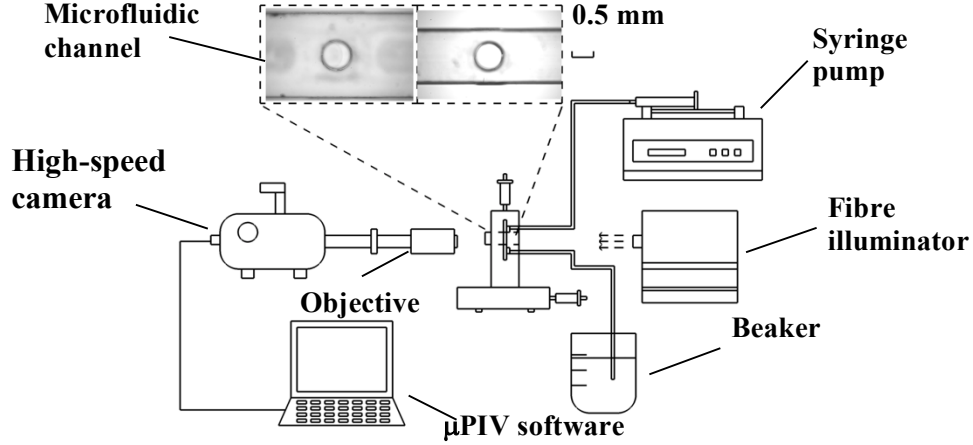 Microfluidic
channel
0.5 mm
Syringe
pump
High-speed
camera
Fibre
illuminator
Objective
Beaker
μPIV software